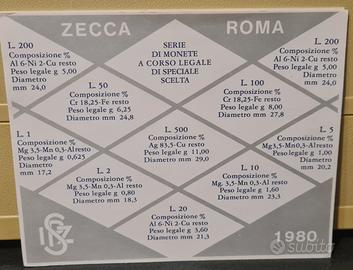 ZECCA ROMA
L. 200
Composizione %
Al 6-Ni 2-Cu resto
Peso legale g 5,00
Diametro
mm 24,0
SERIE
DI MONETE
A CORSO LEGALE
DI SPECIALE
SCELTA
L. 200
Composizione %
Al 6-Ni 2-Cu resto
Peso legale g 5,00
Diametro
mm 24,0
L. 50
Composizione %
Cr 18,25-Fe resto
Peso legale g 6,25
Diametro
mm 24,8
L. 100
Composizione %
Cr 18,25-Fe resto
Peso legale g 8,00
Diametro
mm 27,8
L. 1
Composizione %
Mg 3,5-Mn 0,3-Al resto
Peso legale g 0,625
Diametro
mm 17,2
L. 500
Composizione %
Ag 83,5-Cu resto
Peso legale g 11,00
Diametro
mm 29,0
L. 5
Composizione %
Mg 3,5-Mn 0,3-Al resto
Peso legale g 1,00
Diametro
mm 20,2
L. 2
Composizione %
Mg 3,5-Mn 0,3-Al resto
Peso legale g 0,80
Diametro
mm 18,3
L. 10
Composizione %
Mg 3,5-Mn 0,3-Al resto
Peso legale g 1,60
Diametro
mm 23,3
L. 20
Composizione %
Al 6-Ni 2-Cu resto
Peso legale g 3,60
Diametro
mm 21,3
1980
subito